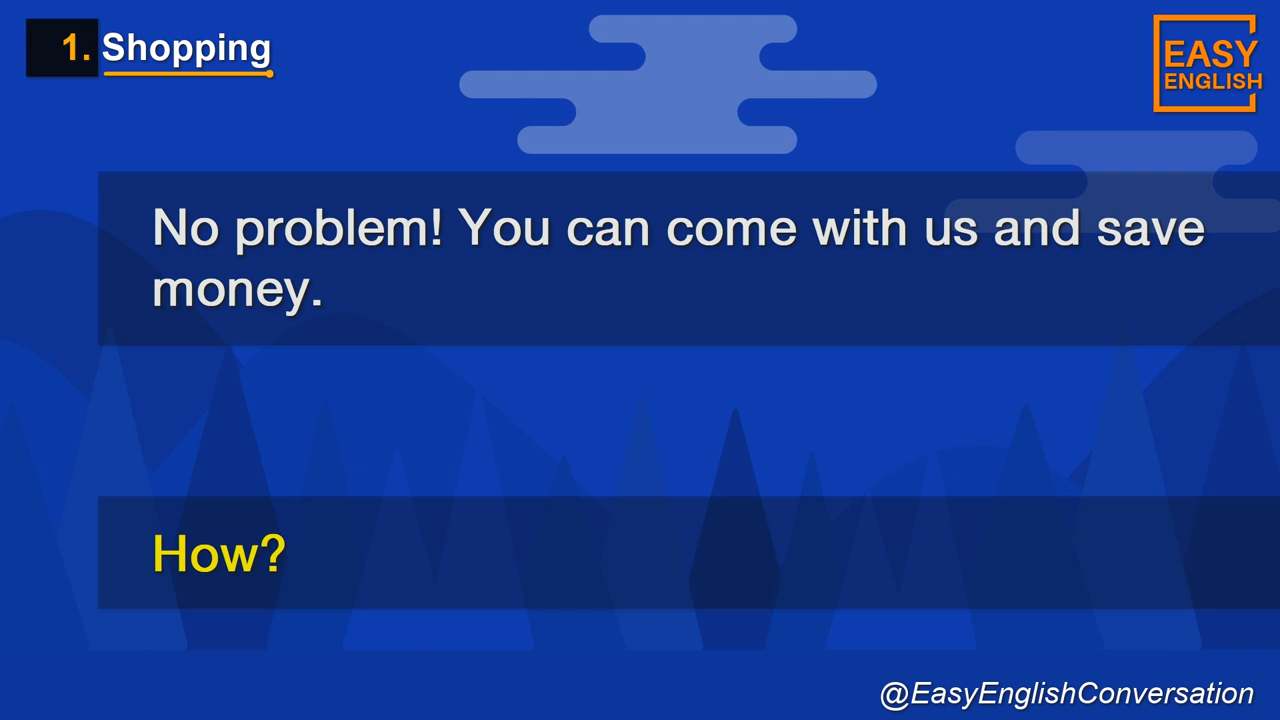 1. Shopping
EASY
ENGLISH
No problem! You can come with us and save
money.
How?
@EasyEnglishConversation